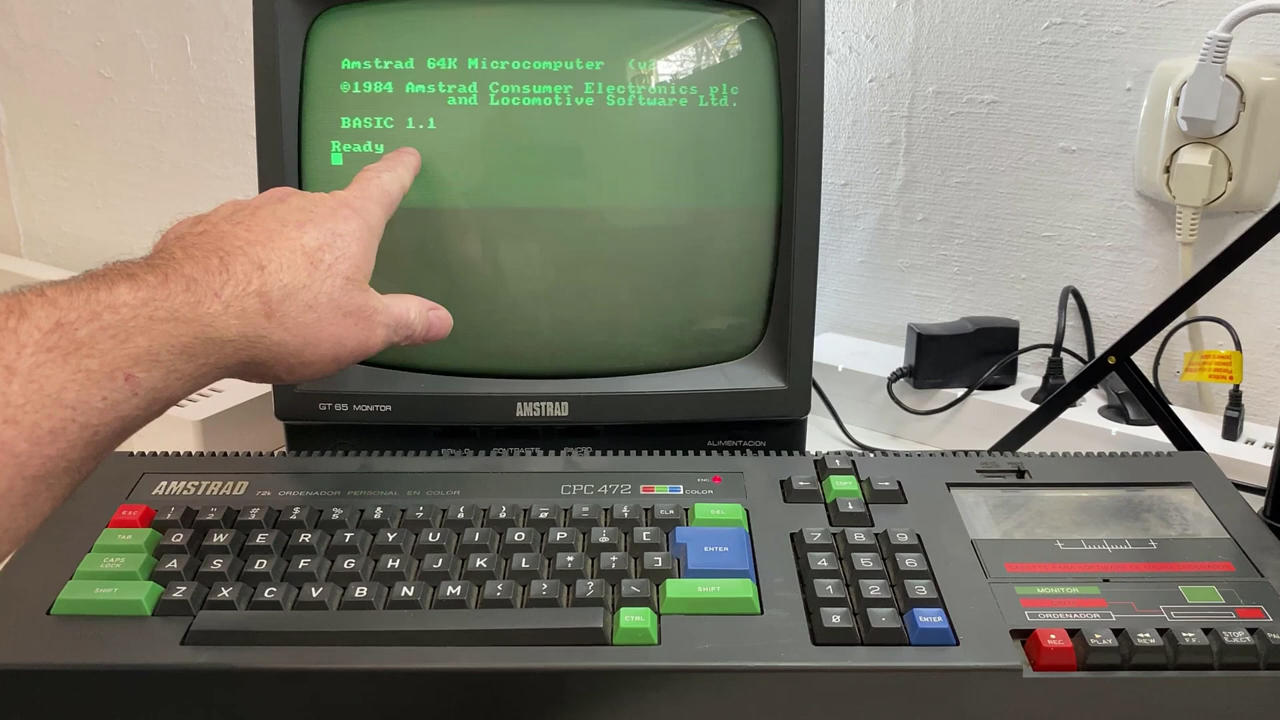 Amstrad 64K Microcomputer (v
©1984 Amstrad Consumer Electronics plc
and Locomotive Software Ltd.
BASIC 1.1
Ready
GT 65 MONITOR
AMSTRAD
CONTRASTE
ALIMENTACION
AMSTRAD 72k ORDENADOR PERSONAL EN COLOR CPC 472 COLOR
ESC CLR DEL
TAB Q W E R T Y U I O P ENTER
CAPS LOCK A S D F G H J K L
SHIFT Z X C V B N M SHIFT
CTRL
COPY
7 8 9
4 5 6
1 2 3
0 . ENTER
MONITOR
ORDENADOR
REC PLAY REW F.F. STOP EJECT